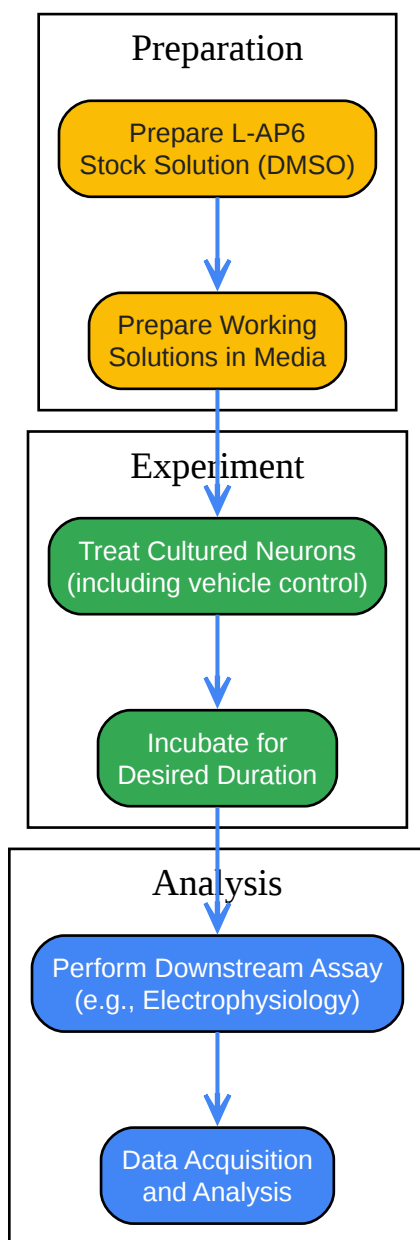 Preparation
Prepare L-AP6
Stock Solution (DMSO)
Prepare Working
Solutions in Media
Experiment
Treat Cultured Neurons
(including vehicle control)
Incubate for
Desired Duration
Analysis
Perform Downstream Assay
(e.g., Electrophysiology)
Data Acquisition
and Analysis